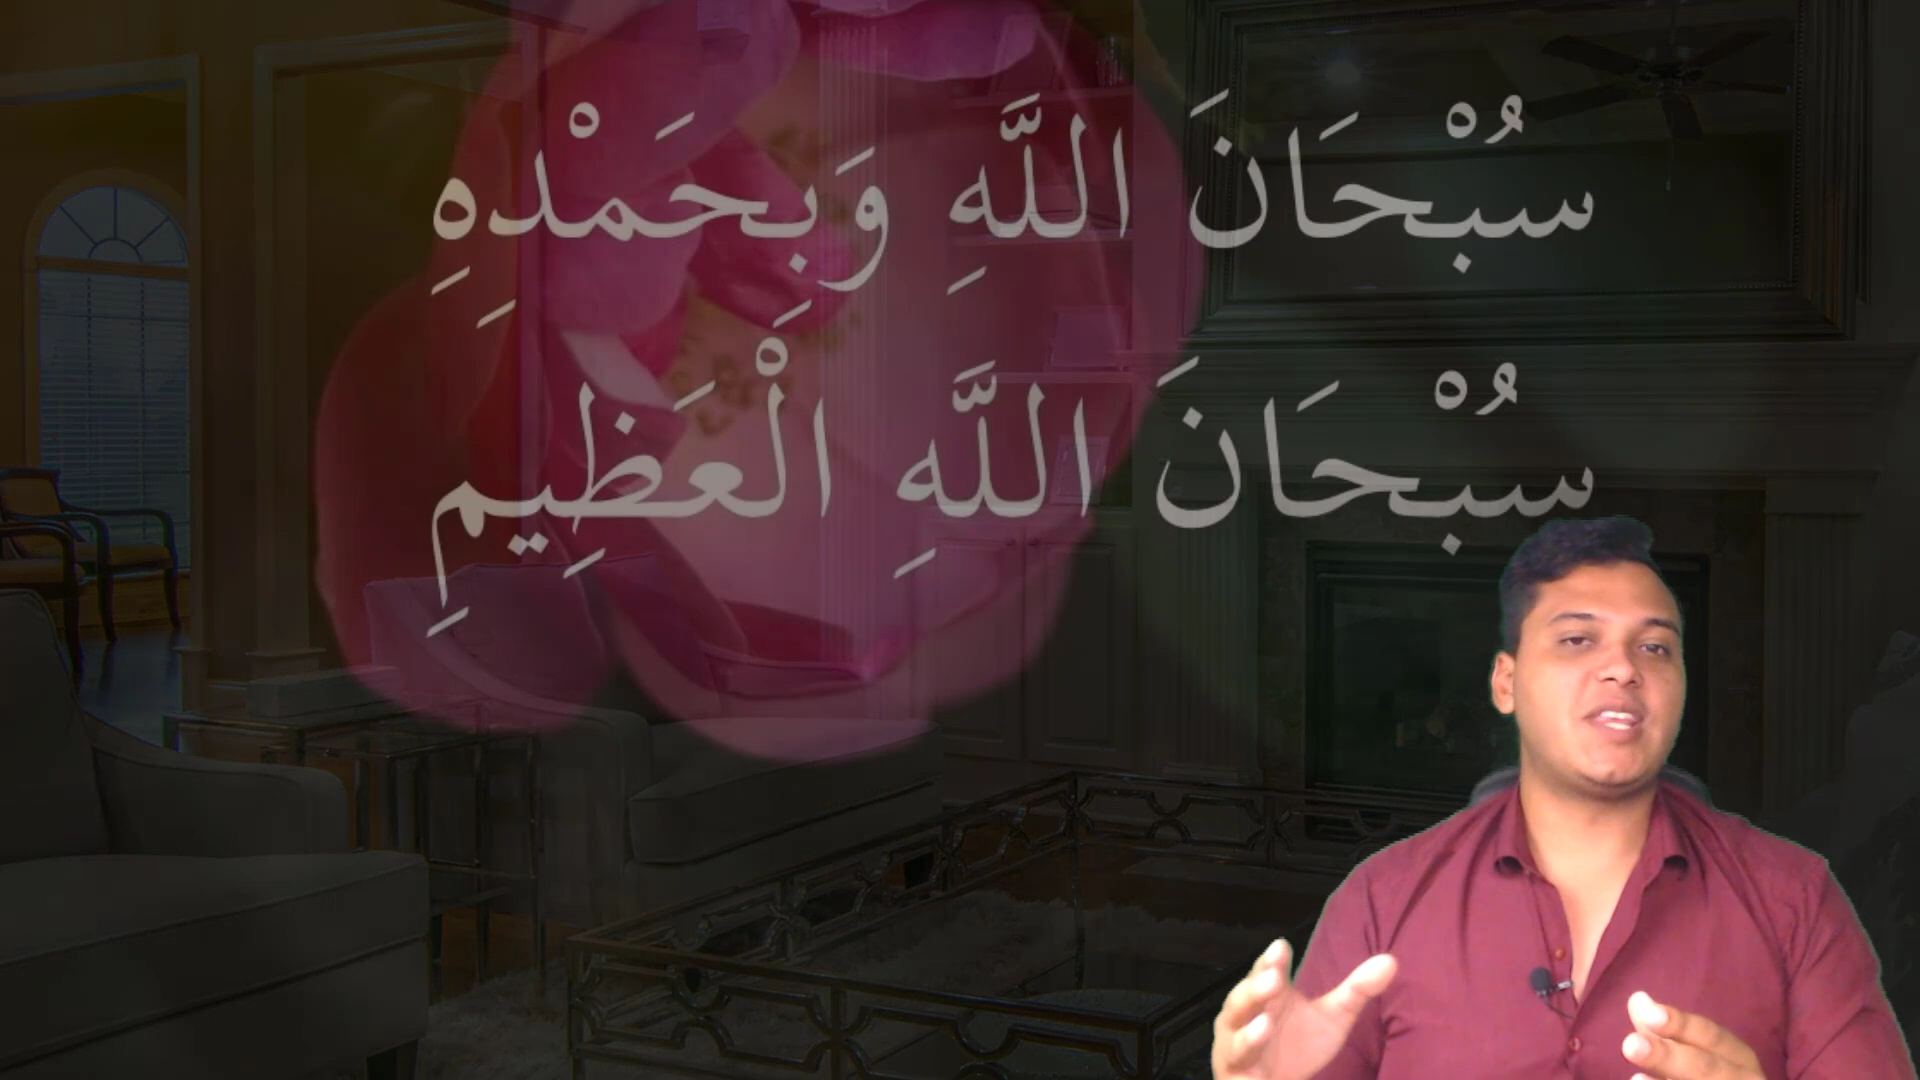 سُبْحَانَ اللَّهِ وَبِحَمْدِهِ
سُبْحَانَ اللَّهِ الْعَظِيمِ